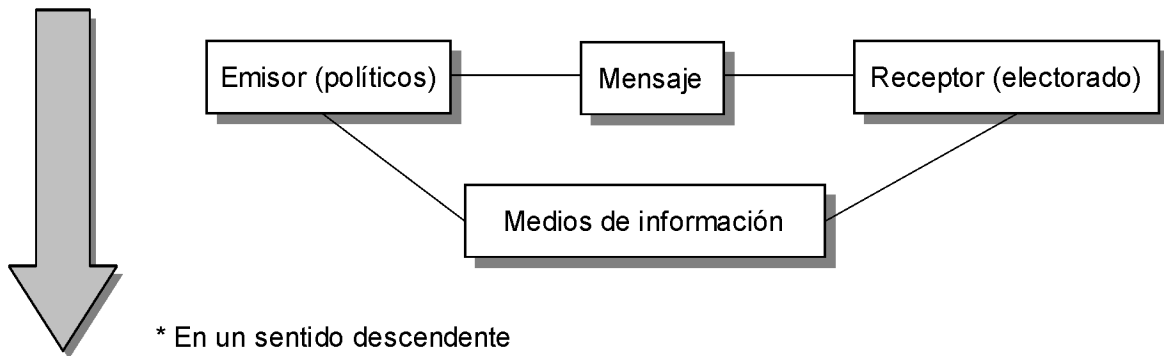 Emisor (políticos)
Mensaje
Receptor (electorado)
Medios de información
* En un sentido descendente